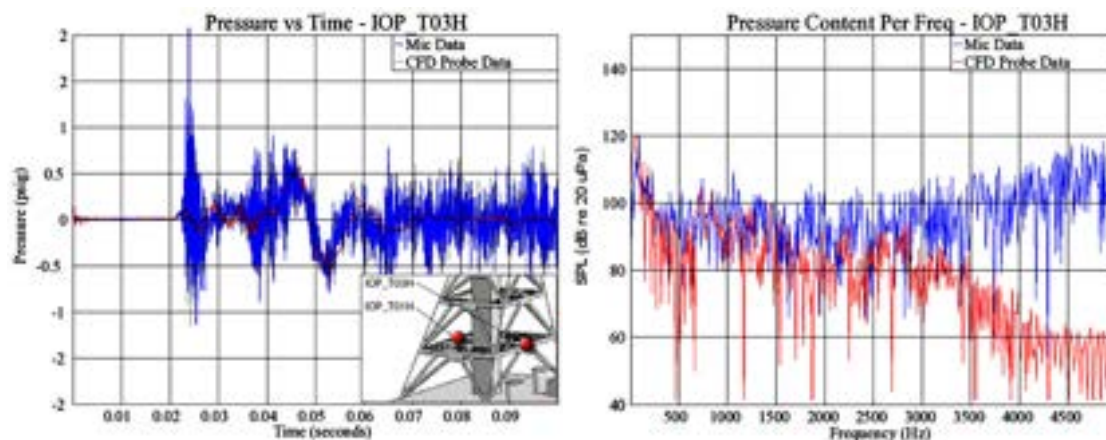 Pressure vs Time - IOP_T03H
Mic Data
CFD Probe Data
2
2
1
0.5
0
-0.5
-1
-2
-2
Pressure (psig)
0.01
0.02
0.03
0.04
0.05
0.06
0.07
0.08
0.09
Time (seconds)
IOP_T03H
IOP_T01H
Pressure Content Per Freq - IOP_T03H
Mic Data
CFD Probe Data
140
120
100
80
60
40
SPL (dB re 20 uPa)
500
1000
1500
2000
2500
3000
3500
4000
4500
Frequency (Hz)